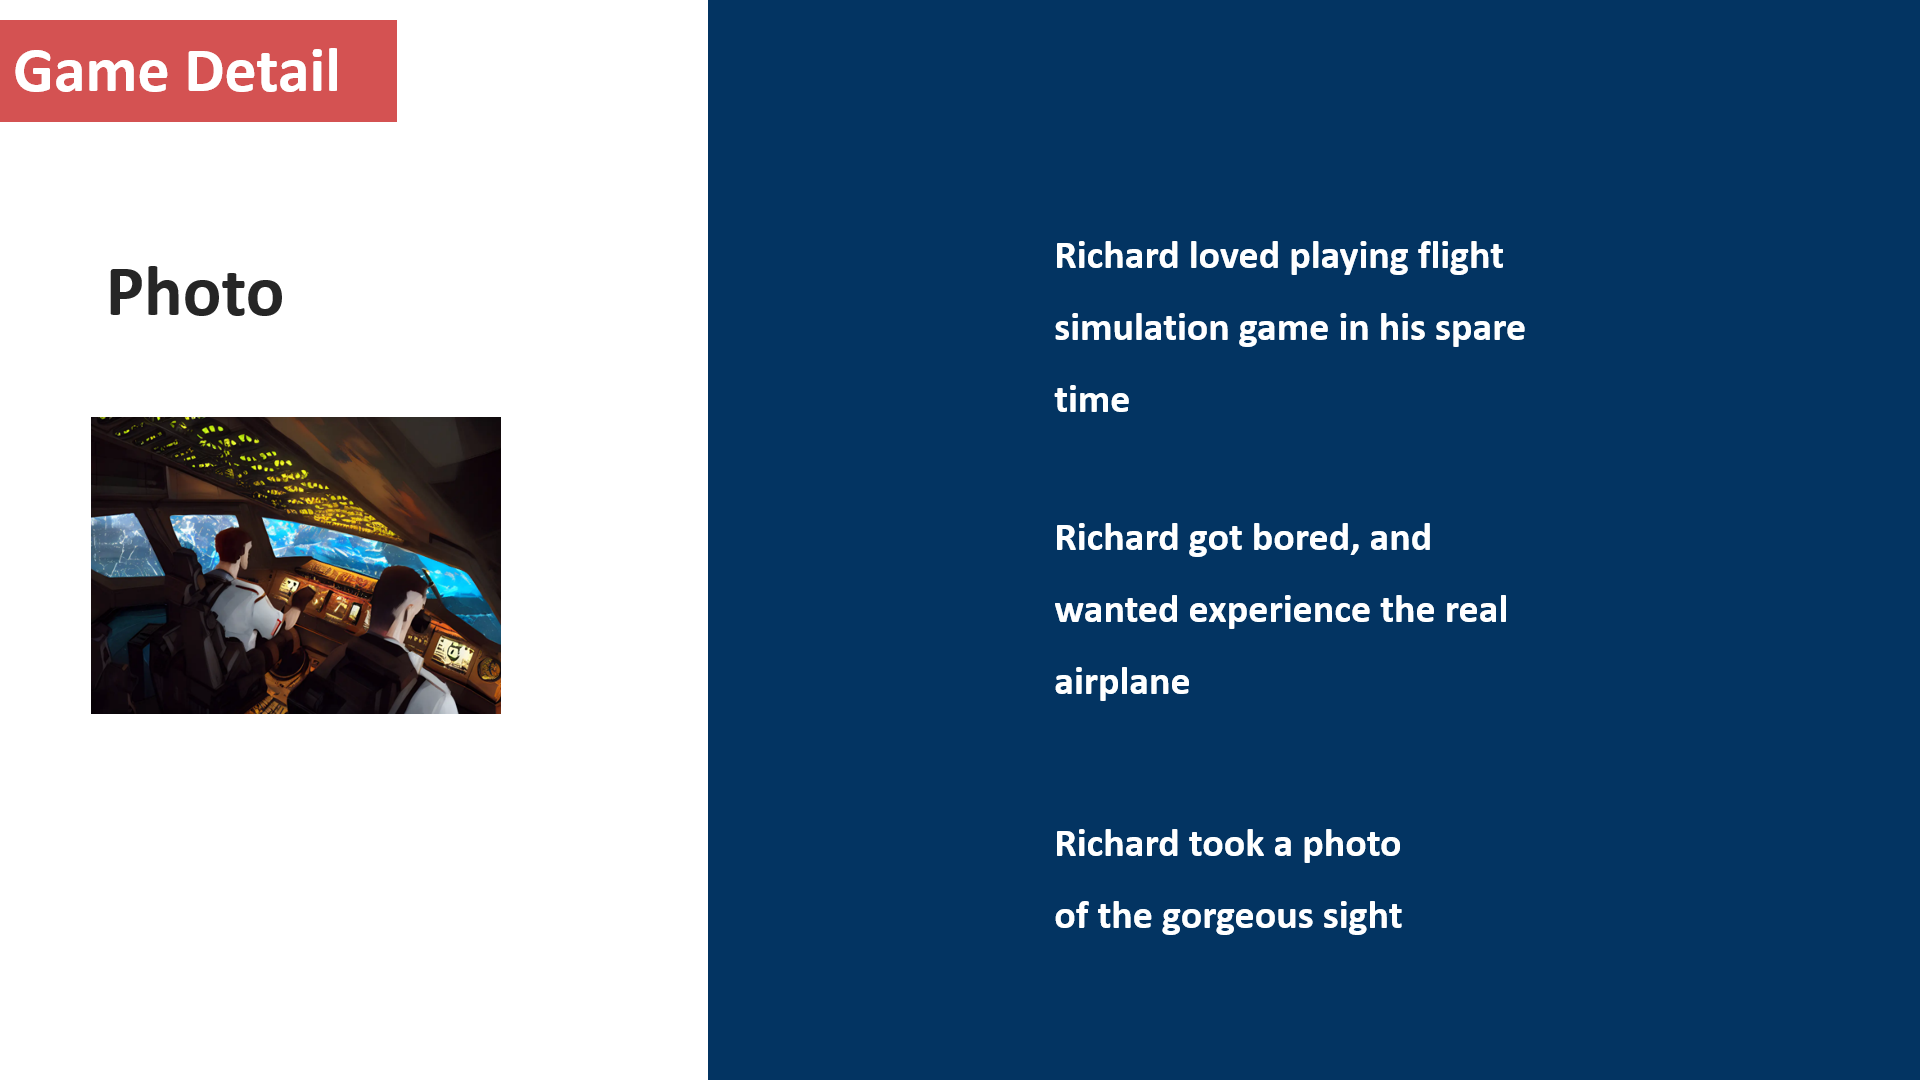 Game Detail
Photo
Richard loved playing flight
simulation game in his spare
time
Richard got bored, and
wanted experience the real
airplane
Richard took a photo
of the gorgeous sight